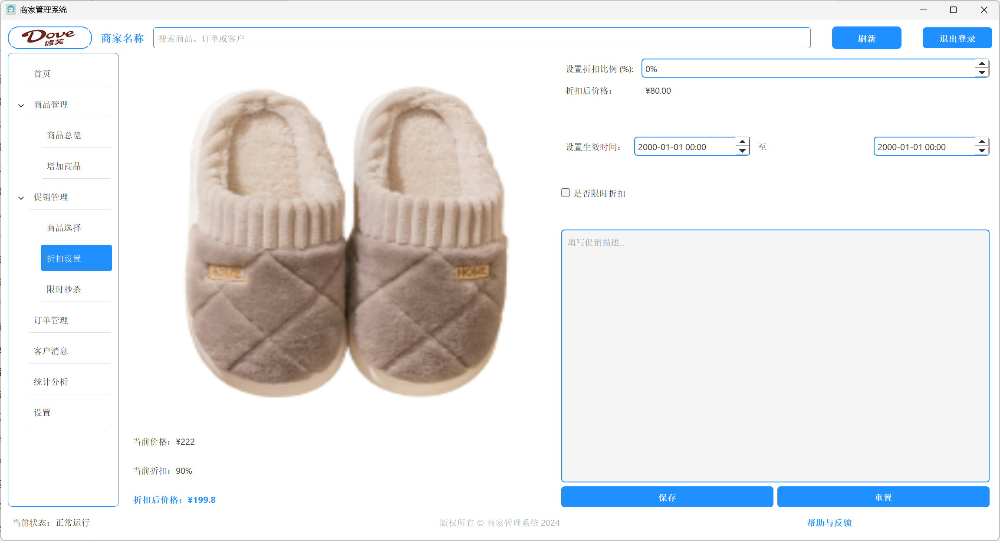 商家管理系统
Dove
德芙
商家名称
搜索商品、订单或客户
刷新
退出登录
首页
商品管理
商品总览
增加商品
促销管理
商品选择
折扣设置
限时秒杀
订单管理
客户消息
统计分析
设置
HOME
HOME
当前价格：¥222
当前折扣：90%
折扣后价格：¥199.8
设置折扣比例 (%): 0%
折扣后价格： ¥80.00
设置生效时间： 2000-01-01 00:00 至 2000-01-01 00:00
是否限时折扣
填写促销描述...
保存
重置
当前状态：正常运行
版权所有 © 商家管理系统 2024
帮助与反馈